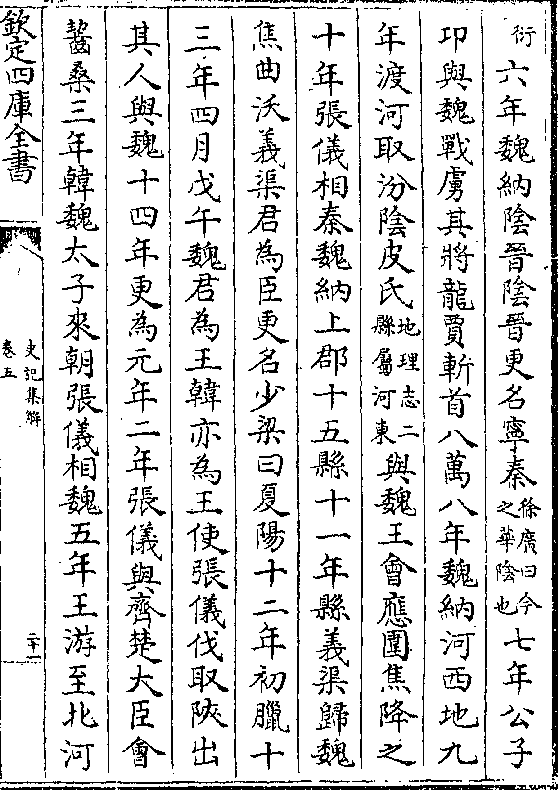 衍六年魏納陰晉陰晉更名寧秦徐廣曰今之華隂也七年公子
卬與魏戰虜其將龍賈斬首八萬八年魏納河西地九
年渡河取汾陰皮氏地理志二縣屬河東與魏王會應圍焦降之
十年張儀相秦魏納上郡十五縣十一年縣義渠歸魏
焦曲沃義渠君為臣更名少梁曰夏陽十二年初臘十
三年四月戊午魏君為王韓亦為王使張儀伐取陝出
其人與魏十四年更為元年二年張儀與齊楚大臣會
齧桑三年韓魏太子來朝張儀相魏五年王游至北河
欽定四庫全書
史記集解
卷五
二十一